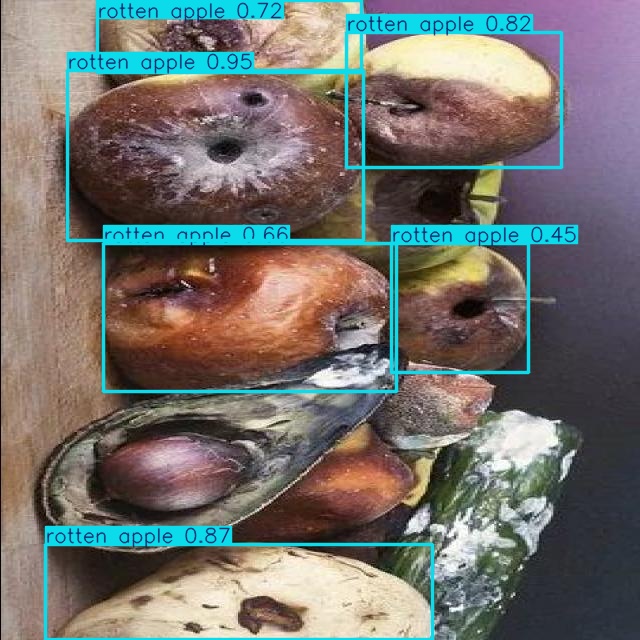 rotten apple 0.72
rotten apple 0.82
rotten apple 0.95
rotten apple 0.66
rotten apple 0.45
rotten apple 0.87